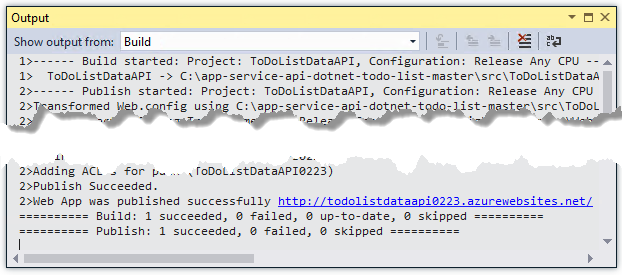 Output
Show output from: Build
1>------ Build started: Project: ToDoListDataAPI, Configuration: Release Any CPU --
1>  ToDoListDataAPI -> C:\app-service-api-dotnet-todo-list-master\src\ToDoListDataA
2>------ Publish started: Project: ToDoListDataAPI, Configuration: Release Any CPU
2>Transformed Web.config using C:\app-service-api-dotnet-todo-list-master\src\ToDoL
2>Adding ACL's for path (ToDoListDataAPI0223)
2>Publish Succeeded.
2>Web App was published successfully http://todolistdataapi0223.azurewebsites.net/
========== Build: 1 succeeded, 0 failed, 0 up-to-date, 0 skipped ==========
========== Publish: 1 succeeded, 0 failed, 0 skipped ==========